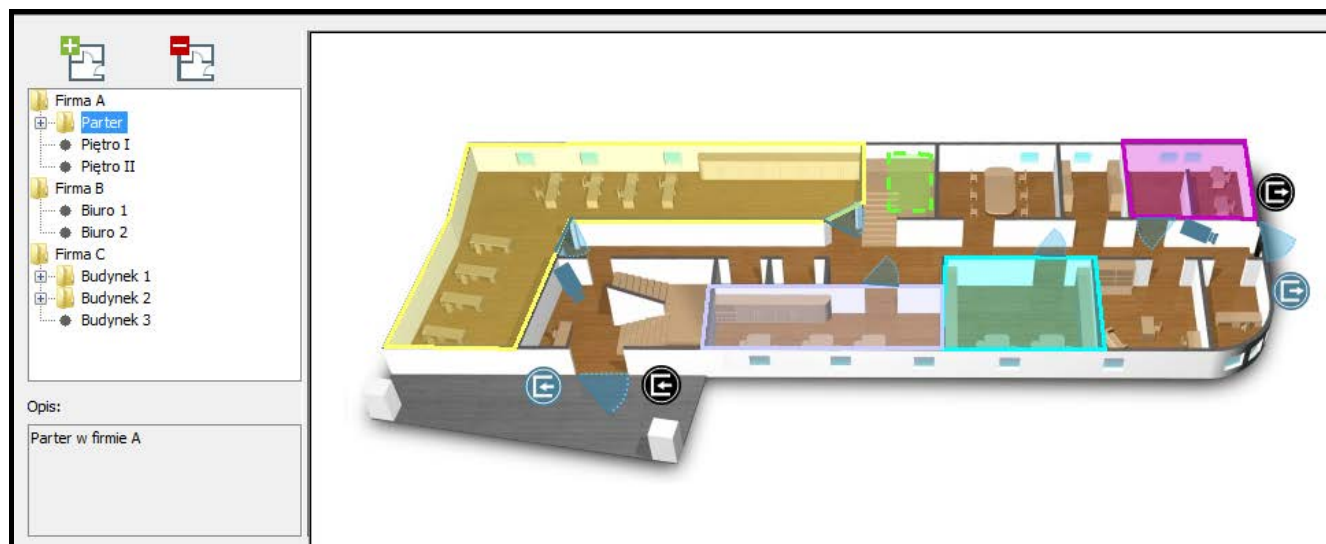 Firma A
Parter
Piętro I
Piętro II
Firma B
Biuro 1
Biuro 2
Firma C
Budynek 1
Budynek 2
Budynek 3
Opis:
Parter w firmie A